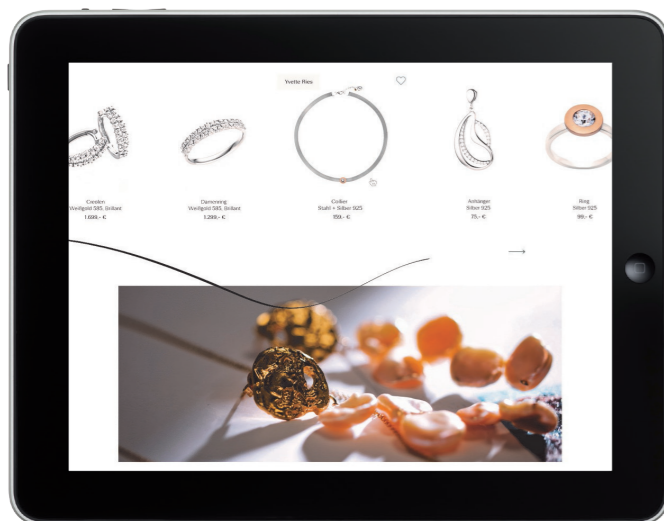 Yvette Ries
Creolen
Weißgold 585, Brillant
1.699,- €
Damenring
Weißgold 585, Brillant
1.299,- €
Collier
Stahl + Silber 925
159,- €
Anhänger
Silber 925
75,- €
Ring
Silber 925
99,- €